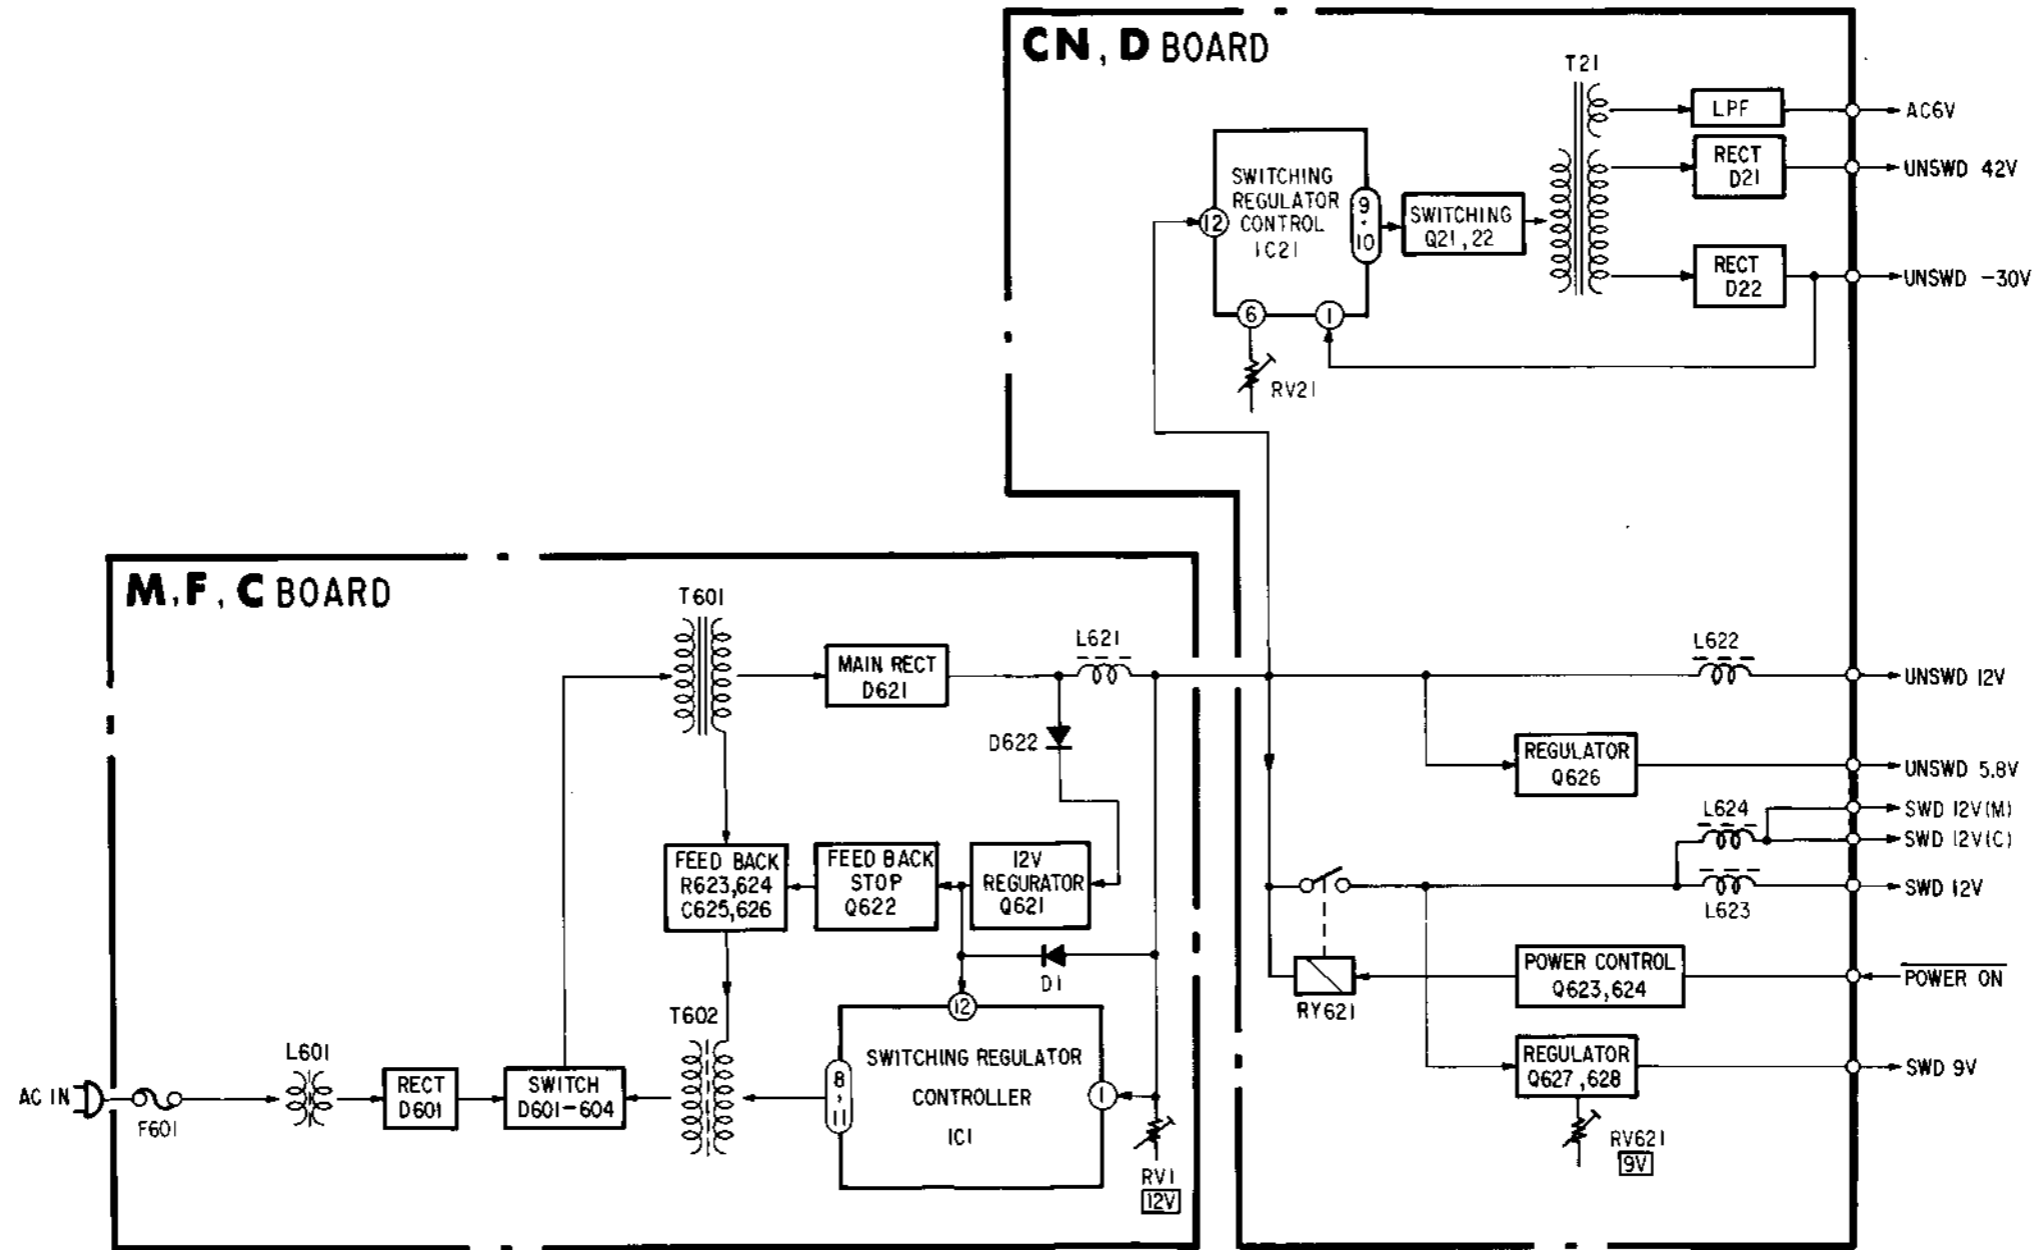 CN, D BOARD
T21
LPF
AC6V
RECT
D21
UNSWD 42V
SWITCHING
REGULATOR
CONTROL
IC21
12
9
·
10
SWITCHING
Q21, 22
RECT
D22
UNSWD -30V
6
1
RV21
M, F, C BOARD
T601
MAIN RECT
D621
L621
D622
L622
UNSWD 12V
REGULATOR
Q626
UNSWD 5.8V
L624
SWD 12V(M)
SWD 12V(C)
L623
SWD 12V
FEED BACK
R623,624
C625,626
FEED BACK
STOP
Q622
12V
REGURATOR
Q621
D1
POWER CONTROL
Q623,624
POWER ON
RY621
T602
12
SWITCHING REGULATOR
CONTROLLER
IC1
8
,
11
1
L601
AC IN
F601
RECT
D601
SWITCH
D601-604
RV1
12V
REGULATOR
Q627,628
SWD 9V
RV621
9V